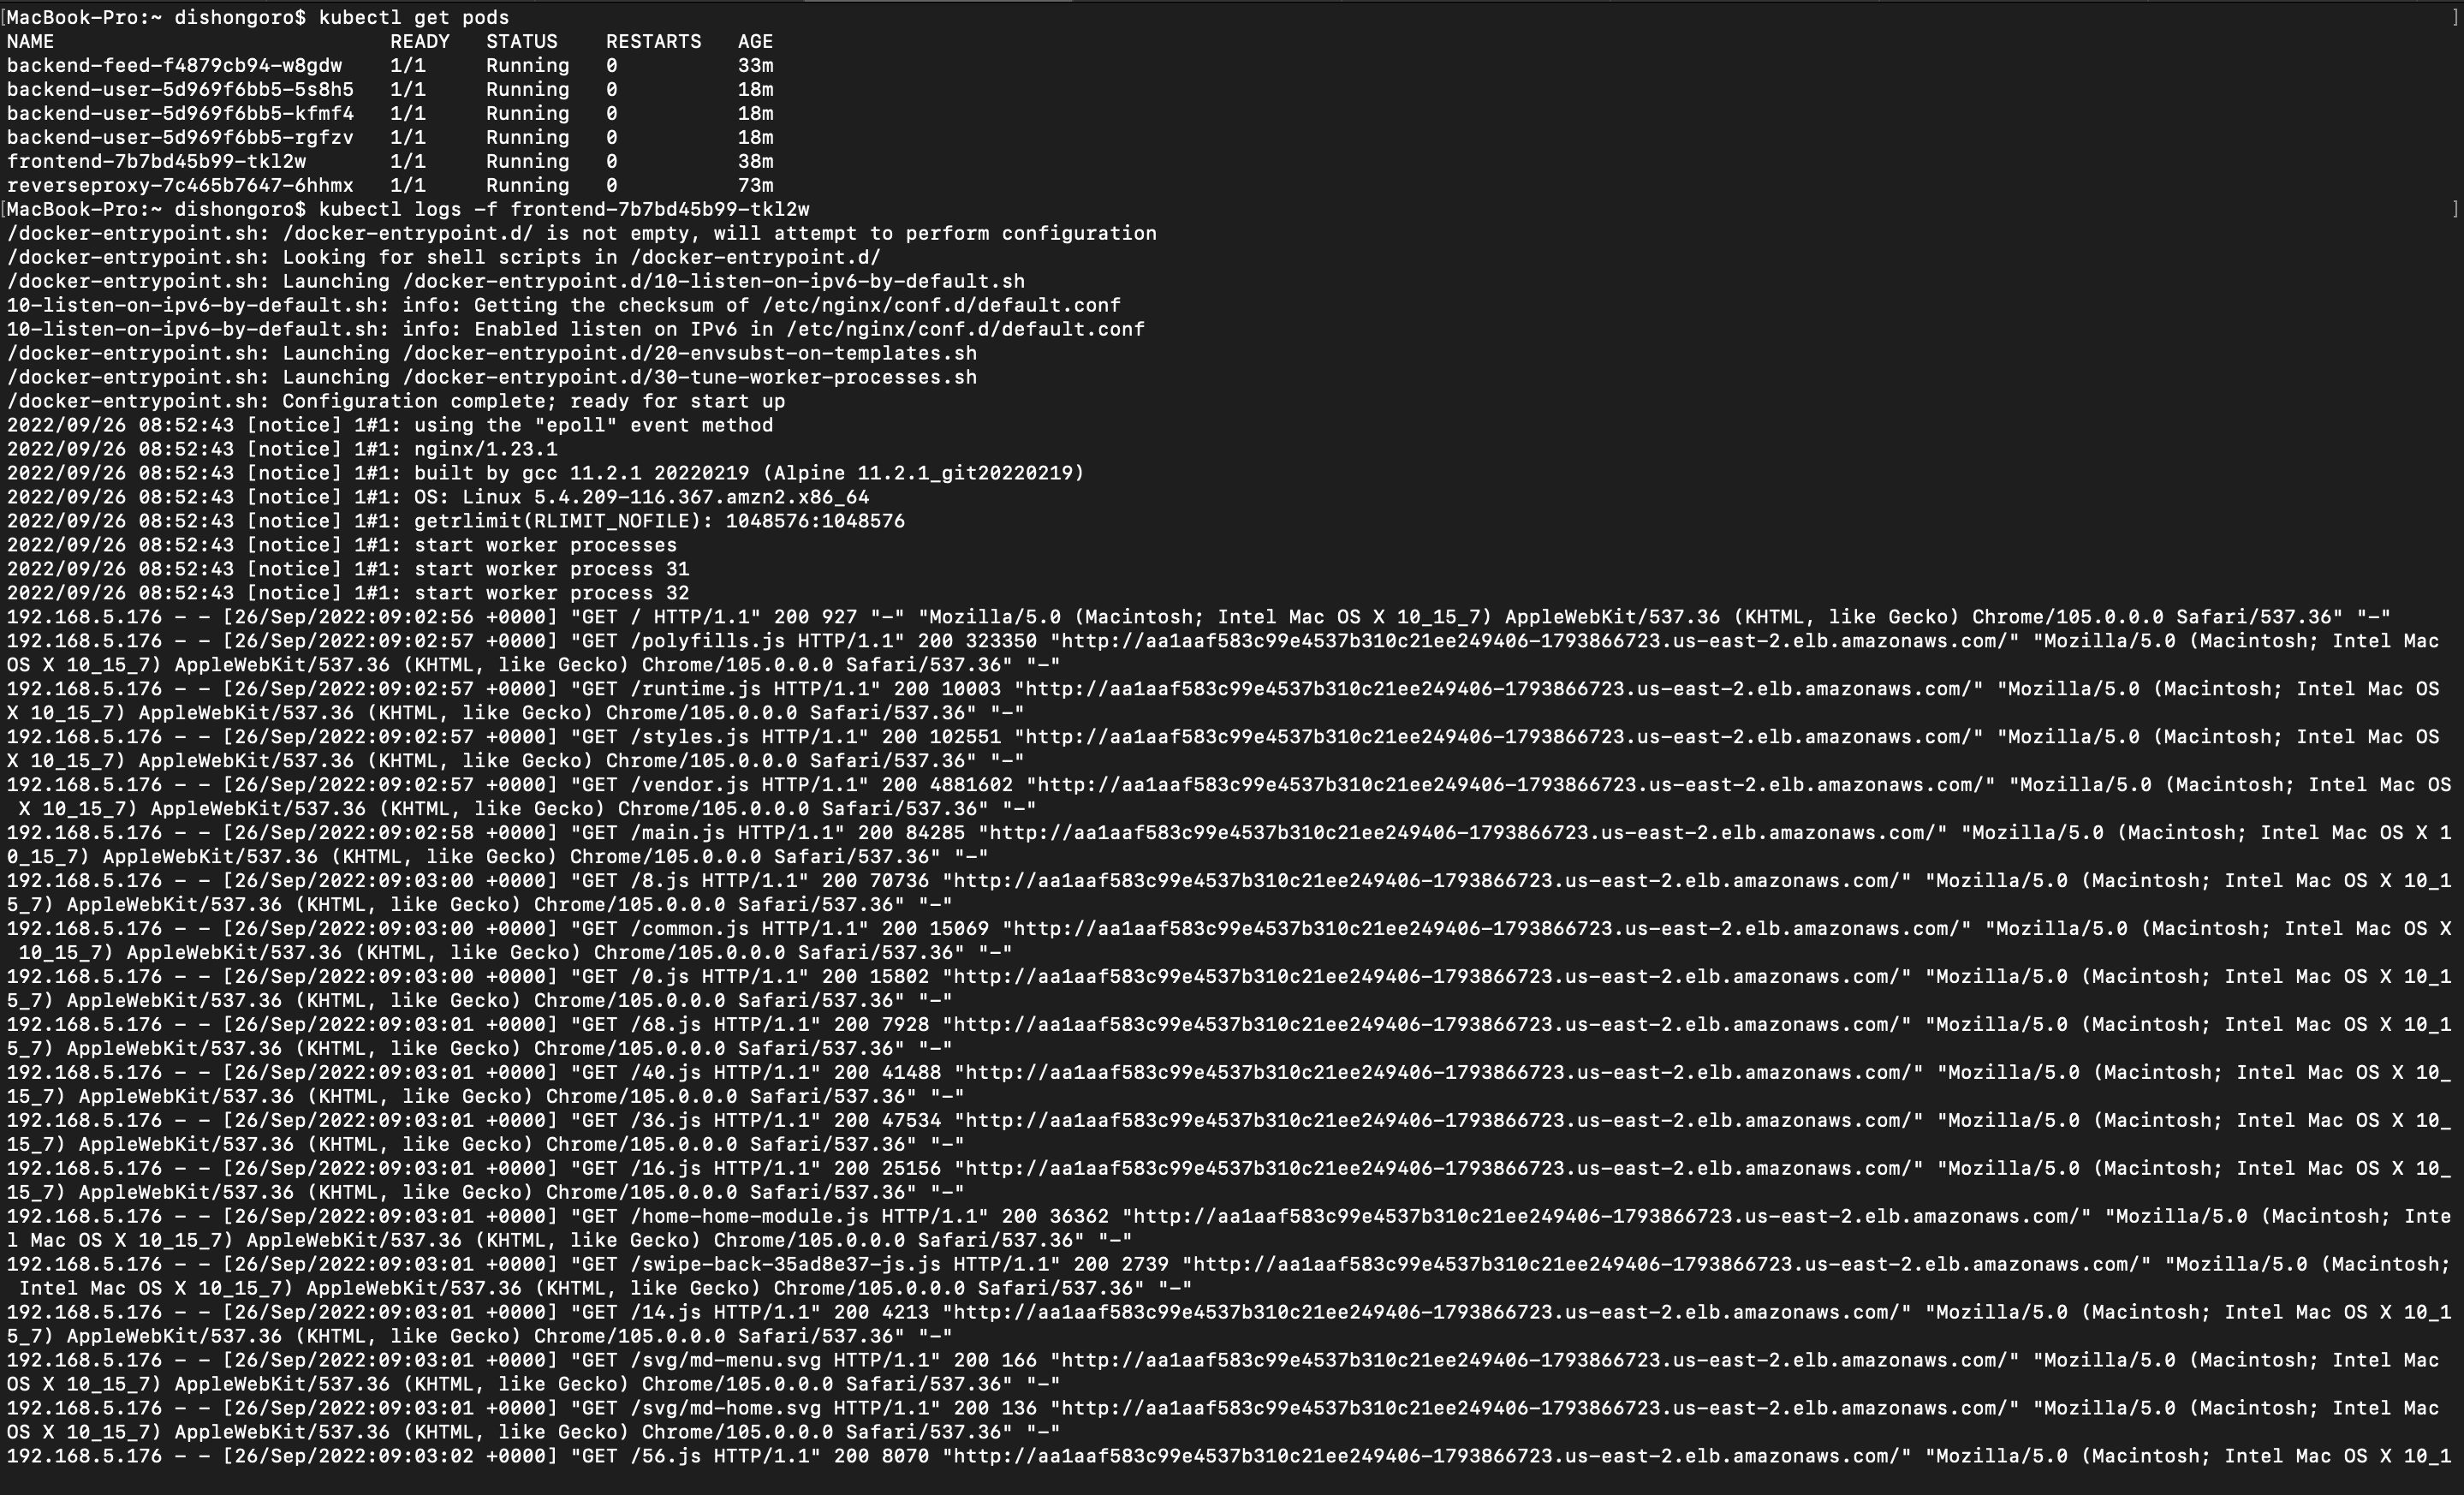 [MacBook-Pro:~ dishongoro$ kubectl get pods ]
NAME READY STATUS RESTARTS AGE
backend-feed-f4879cb94-w8gdw 1/1 Running 0 33m
backend-user-5d969f6bb5-5s8h5 1/1 Running 0 18m
backend-user-5d969f6bb5-kfmf4 1/1 Running 0 18m
backend-user-5d969f6bb5-rgfzv 1/1 Running 0 18m
frontend-7b7bd45b99-tkl2w 1/1 Running 0 38m
reverseproxy-7c465b7647-6hhmx 1/1 Running 0 73m
[MacBook-Pro:~ dishongoro$ kubectl logs -f frontend-7b7bd45b99-tkl2w ]
/docker-entrypoint.sh: /docker-entrypoint.d/ is not empty, will attempt to perform configuration
/docker-entrypoint.sh: Looking for shell scripts in /docker-entrypoint.d/
/docker-entrypoint.sh: Launching /docker-entrypoint.d/10-listen-on-ipv6-by-default.sh
10-listen-on-ipv6-by-default.sh: info: Getting the checksum of /etc/nginx/conf.d/default.conf
10-listen-on-ipv6-by-default.sh: info: Enabled listen on IPv6 in /etc/nginx/conf.d/default.conf
/docker-entrypoint.sh: Launching /docker-entrypoint.d/20-envsubst-on-templates.sh
/docker-entrypoint.sh: Launching /docker-entrypoint.d/30-tune-worker-processes.sh
/docker-entrypoint.sh: Configuration complete; ready for start up
2022/09/26 08:52:43 [notice] 1#1: using the "epoll" event method
2022/09/26 08:52:43 [notice] 1#1: nginx/1.23.1
2022/09/26 08:52:43 [notice] 1#1: built by gcc 11.2.1 20220219 (Alpine 11.2.1_git20220219)
2022/09/26 08:52:43 [notice] 1#1: OS: Linux 5.4.209-116.367.amzn2.x86_64
2022/09/26 08:52:43 [notice] 1#1: getrlimit(RLIMIT_NOFILE): 1048576:1048576
2022/09/26 08:52:43 [notice] 1#1: start worker processes
2022/09/26 08:52:43 [notice] 1#1: start worker process 31
2022/09/26 08:52:43 [notice] 1#1: start worker process 32
192.168.5.176 - - [26/Sep/2022:09:02:56 +0000] "GET / HTTP/1.1" 200 927 "-" "Mozilla/5.0 (Macintosh; Intel Mac OS X 10_15_7) AppleWebKit/537.36 (KHTML, like Gecko) Chrome/105.0.0.0 Safari/537.36" "-"
192.168.5.176 - - [26/Sep/2022:09:02:57 +0000] "GET /polyfills.js HTTP/1.1" 200 323350 "http://aa1aaf583c99e4537b310c21ee249406-1793866723.us-east-2.elb.amazonaws.com/" "Mozilla/5.0 (Macintosh; Intel Mac
OS X 10_15_7) AppleWebKit/537.36 (KHTML, like Gecko) Chrome/105.0.0.0 Safari/537.36" "-"
192.168.5.176 - - [26/Sep/2022:09:02:57 +0000] "GET /runtime.js HTTP/1.1" 200 10003 "http://aa1aaf583c99e4537b310c21ee249406-1793866723.us-east-2.elb.amazonaws.com/" "Mozilla/5.0 (Macintosh; Intel Mac OS
X 10_15_7) AppleWebKit/537.36 (KHTML, like Gecko) Chrome/105.0.0.0 Safari/537.36" "-"
192.168.5.176 - - [26/Sep/2022:09:02:57 +0000] "GET /styles.js HTTP/1.1" 200 102551 "http://aa1aaf583c99e4537b310c21ee249406-1793866723.us-east-2.elb.amazonaws.com/" "Mozilla/5.0 (Macintosh; Intel Mac OS
X 10_15_7) AppleWebKit/537.36 (KHTML, like Gecko) Chrome/105.0.0.0 Safari/537.36" "-"
192.168.5.176 - - [26/Sep/2022:09:02:57 +0000] "GET /vendor.js HTTP/1.1" 200 4881602 "http://aa1aaf583c99e4537b310c21ee249406-1793866723.us-east-2.elb.amazonaws.com/" "Mozilla/5.0 (Macintosh; Intel Mac OS
X 10_15_7) AppleWebKit/537.36 (KHTML, like Gecko) Chrome/105.0.0.0 Safari/537.36" "-"
192.168.5.176 - - [26/Sep/2022:09:02:58 +0000] "GET /main.js HTTP/1.1" 200 84285 "http://aa1aaf583c99e4537b310c21ee249406-1793866723.us-east-2.elb.amazonaws.com/" "Mozilla/5.0 (Macintosh; Intel Mac OS X 1
0_15_7) AppleWebKit/537.36 (KHTML, like Gecko) Chrome/105.0.0.0 Safari/537.36" "-"
192.168.5.176 - - [26/Sep/2022:09:03:00 +0000] "GET /8.js HTTP/1.1" 200 70736 "http://aa1aaf583c99e4537b310c21ee249406-1793866723.us-east-2.elb.amazonaws.com/" "Mozilla/5.0 (Macintosh; Intel Mac OS X 10_1
5_7) AppleWebKit/537.36 (KHTML, like Gecko) Chrome/105.0.0.0 Safari/537.36" "-"
192.168.5.176 - - [26/Sep/2022:09:03:00 +0000] "GET /common.js HTTP/1.1" 200 15069 "http://aa1aaf583c99e4537b310c21ee249406-1793866723.us-east-2.elb.amazonaws.com/" "Mozilla/5.0 (Macintosh; Intel Mac OS X
10_15_7) AppleWebKit/537.36 (KHTML, like Gecko) Chrome/105.0.0.0 Safari/537.36" "-"
192.168.5.176 - - [26/Sep/2022:09:03:00 +0000] "GET /0.js HTTP/1.1" 200 15802 "http://aa1aaf583c99e4537b310c21ee249406-1793866723.us-east-2.elb.amazonaws.com/" "Mozilla/5.0 (Macintosh; Intel Mac OS X 10_1
5_7) AppleWebKit/537.36 (KHTML, like Gecko) Chrome/105.0.0.0 Safari/537.36" "-"
192.168.5.176 - - [26/Sep/2022:09:03:01 +0000] "GET /68.js HTTP/1.1" 200 7928 "http://aa1aaf583c99e4537b310c21ee249406-1793866723.us-east-2.elb.amazonaws.com/" "Mozilla/5.0 (Macintosh; Intel Mac OS X 10_1
5_7) AppleWebKit/537.36 (KHTML, like Gecko) Chrome/105.0.0.0 Safari/537.36" "-"
192.168.5.176 - - [26/Sep/2022:09:03:01 +0000] "GET /40.js HTTP/1.1" 200 41488 "http://aa1aaf583c99e4537b310c21ee249406-1793866723.us-east-2.elb.amazonaws.com/" "Mozilla/5.0 (Macintosh; Intel Mac OS X 10_
15_7) AppleWebKit/537.36 (KHTML, like Gecko) Chrome/105.0.0.0 Safari/537.36" "-"
192.168.5.176 - - [26/Sep/2022:09:03:01 +0000] "GET /36.js HTTP/1.1" 200 47534 "http://aa1aaf583c99e4537b310c21ee249406-1793866723.us-east-2.elb.amazonaws.com/" "Mozilla/5.0 (Macintosh; Intel Mac OS X 10_
15_7) AppleWebKit/537.36 (KHTML, like Gecko) Chrome/105.0.0.0 Safari/537.36" "-"
192.168.5.176 - - [26/Sep/2022:09:03:01 +0000] "GET /16.js HTTP/1.1" 200 25156 "http://aa1aaf583c99e4537b310c21ee249406-1793866723.us-east-2.elb.amazonaws.com/" "Mozilla/5.0 (Macintosh; Intel Mac OS X 10_
15_7) AppleWebKit/537.36 (KHTML, like Gecko) Chrome/105.0.0.0 Safari/537.36" "-"
192.168.5.176 - - [26/Sep/2022:09:03:01 +0000] "GET /home-home-module.js HTTP/1.1" 200 36362 "http://aa1aaf583c99e4537b310c21ee249406-1793866723.us-east-2.elb.amazonaws.com/" "Mozilla/5.0 (Macintosh; Inte
l Mac OS X 10_15_7) AppleWebKit/537.36 (KHTML, like Gecko) Chrome/105.0.0.0 Safari/537.36" "-"
192.168.5.176 - - [26/Sep/2022:09:03:01 +0000] "GET /swipe-back-35ad8e37-js.js HTTP/1.1" 200 2739 "http://aa1aaf583c99e4537b310c21ee249406-1793866723.us-east-2.elb.amazonaws.com/" "Mozilla/5.0 (Macintosh;
Intel Mac OS X 10_15_7) AppleWebKit/537.36 (KHTML, like Gecko) Chrome/105.0.0.0 Safari/537.36" "-"
192.168.5.176 - - [26/Sep/2022:09:03:01 +0000] "GET /14.js HTTP/1.1" 200 4213 "http://aa1aaf583c99e4537b310c21ee249406-1793866723.us-east-2.elb.amazonaws.com/" "Mozilla/5.0 (Macintosh; Intel Mac OS X 10_1
5_7) AppleWebKit/537.36 (KHTML, like Gecko) Chrome/105.0.0.0 Safari/537.36" "-"
192.168.5.176 - - [26/Sep/2022:09:03:01 +0000] "GET /svg/md-menu.svg HTTP/1.1" 200 166 "http://aa1aaf583c99e4537b310c21ee249406-1793866723.us-east-2.elb.amazonaws.com/" "Mozilla/5.0 (Macintosh; Intel Mac
OS X 10_15_7) AppleWebKit/537.36 (KHTML, like Gecko) Chrome/105.0.0.0 Safari/537.36" "-"
192.168.5.176 - - [26/Sep/2022:09:03:01 +0000] "GET /svg/md-home.svg HTTP/1.1" 200 136 "http://aa1aaf583c99e4537b310c21ee249406-1793866723.us-east-2.elb.amazonaws.com/" "Mozilla/5.0 (Macintosh; Intel Mac
OS X 10_15_7) AppleWebKit/537.36 (KHTML, like Gecko) Chrome/105.0.0.0 Safari/537.36" "-"
192.168.5.176 - - [26/Sep/2022:09:03:02 +0000] "GET /56.js HTTP/1.1" 200 8070 "http://aa1aaf583c99e4537b310c21ee249406-1793866723.us-east-2.elb.amazonaws.com/" "Mozilla/5.0 (Macintosh; Intel Mac OS X 10_1